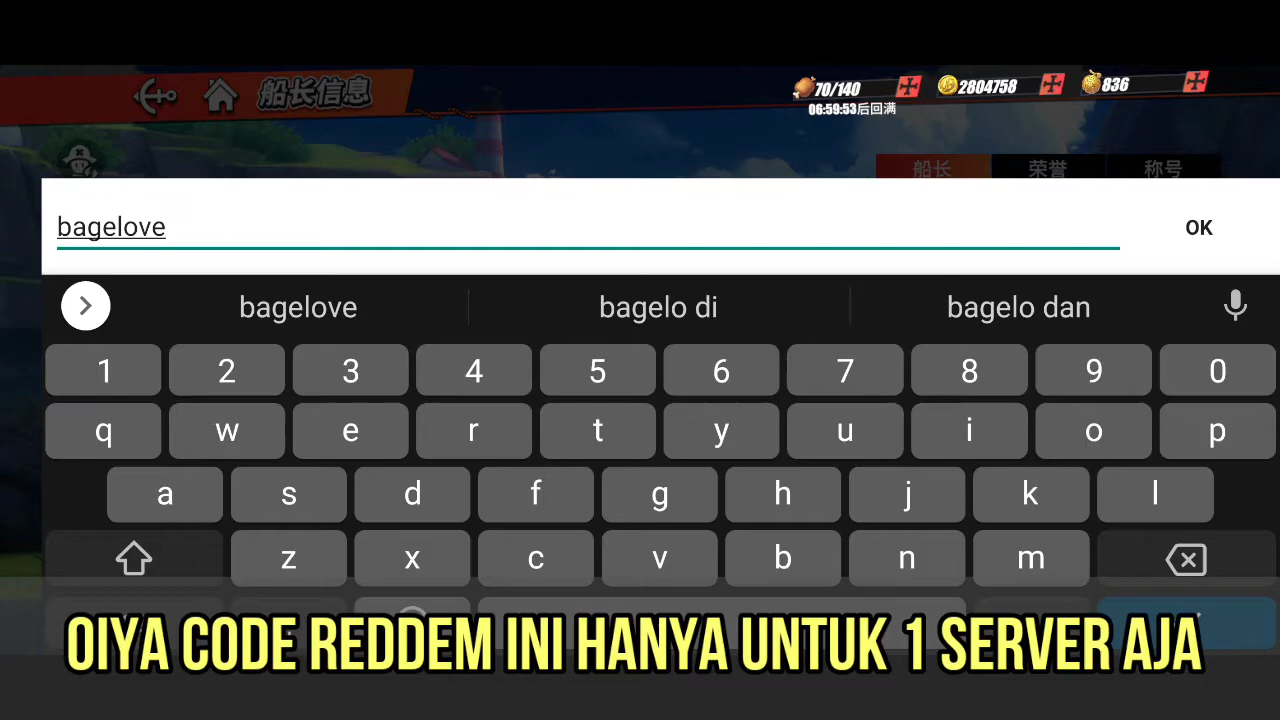 船长信息
70/140
2804758
836
06:59:53后回满
船长 荣誉 称号
bagelove
OK
bagelove bagelo di bagelo dan
1 2 3 4 5 6 7 8 9 0
q w e r t y u i o p
a s d f g h j k l
z x c v b n m
OIYA CODE REDDEM INI HANYA UNTUK 1 SERVER AJA